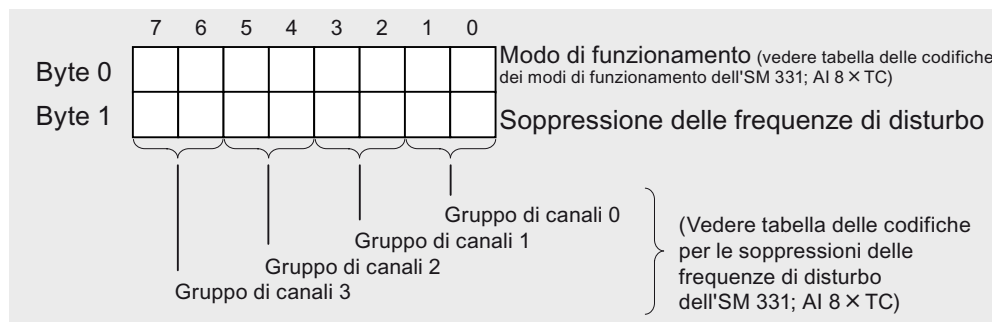 7 6 5 4 3 2 1 0
Byte 0
Modo di funzionamento (vedere tabella delle codifiche
dei modi di funzionamento dell'SM 331; AI 8 × TC)
Byte 1
Soppressione delle frequenze di disturbo
Gruppo di canali 0
Gruppo di canali 1
Gruppo di canali 2
Gruppo di canali 3
(Vedere tabella delle codifiche
per le soppressioni delle
frequenze di disturbo
dell'SM 331; AI 8 × TC)